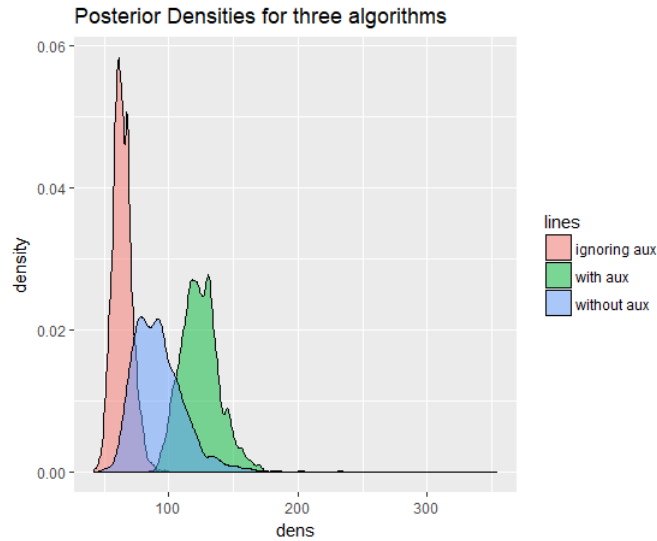 Posterior Densities for three algorithms
0.06
0.04
0.02
0.00
density
100
200
300
dens
lines
ignoring aux
with aux
without aux